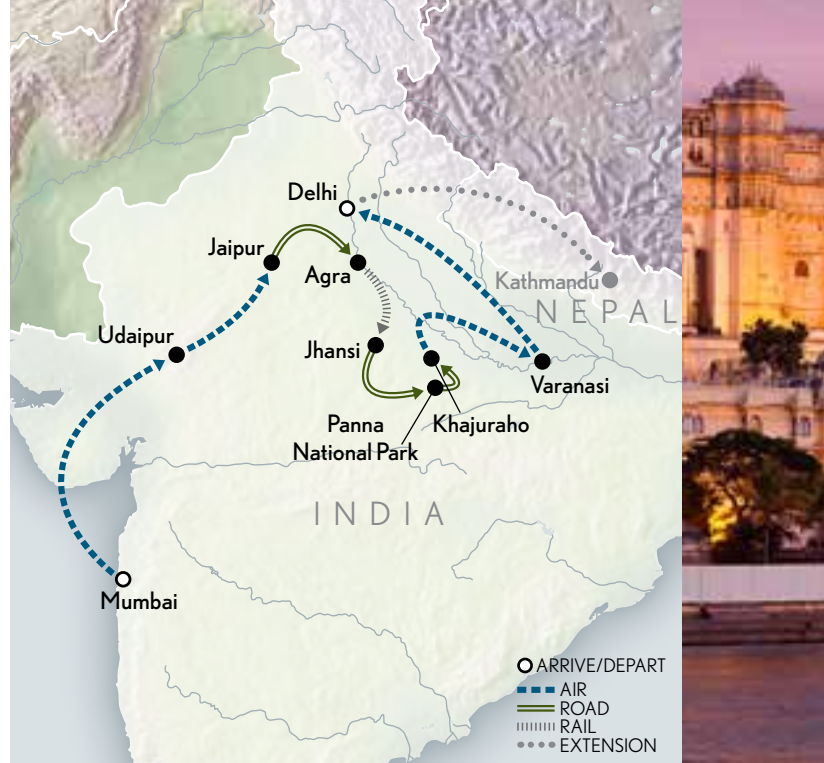 Delhi
Jaipur
Agra
Kathmandu
NEPAL
Udaipur
Jhansi
Varanasi
Panna
National Park
Khajuraho
INDIA
Mumbai
ARRIVE/DEPART
AIR
ROAD
RAIL
EXTENSION